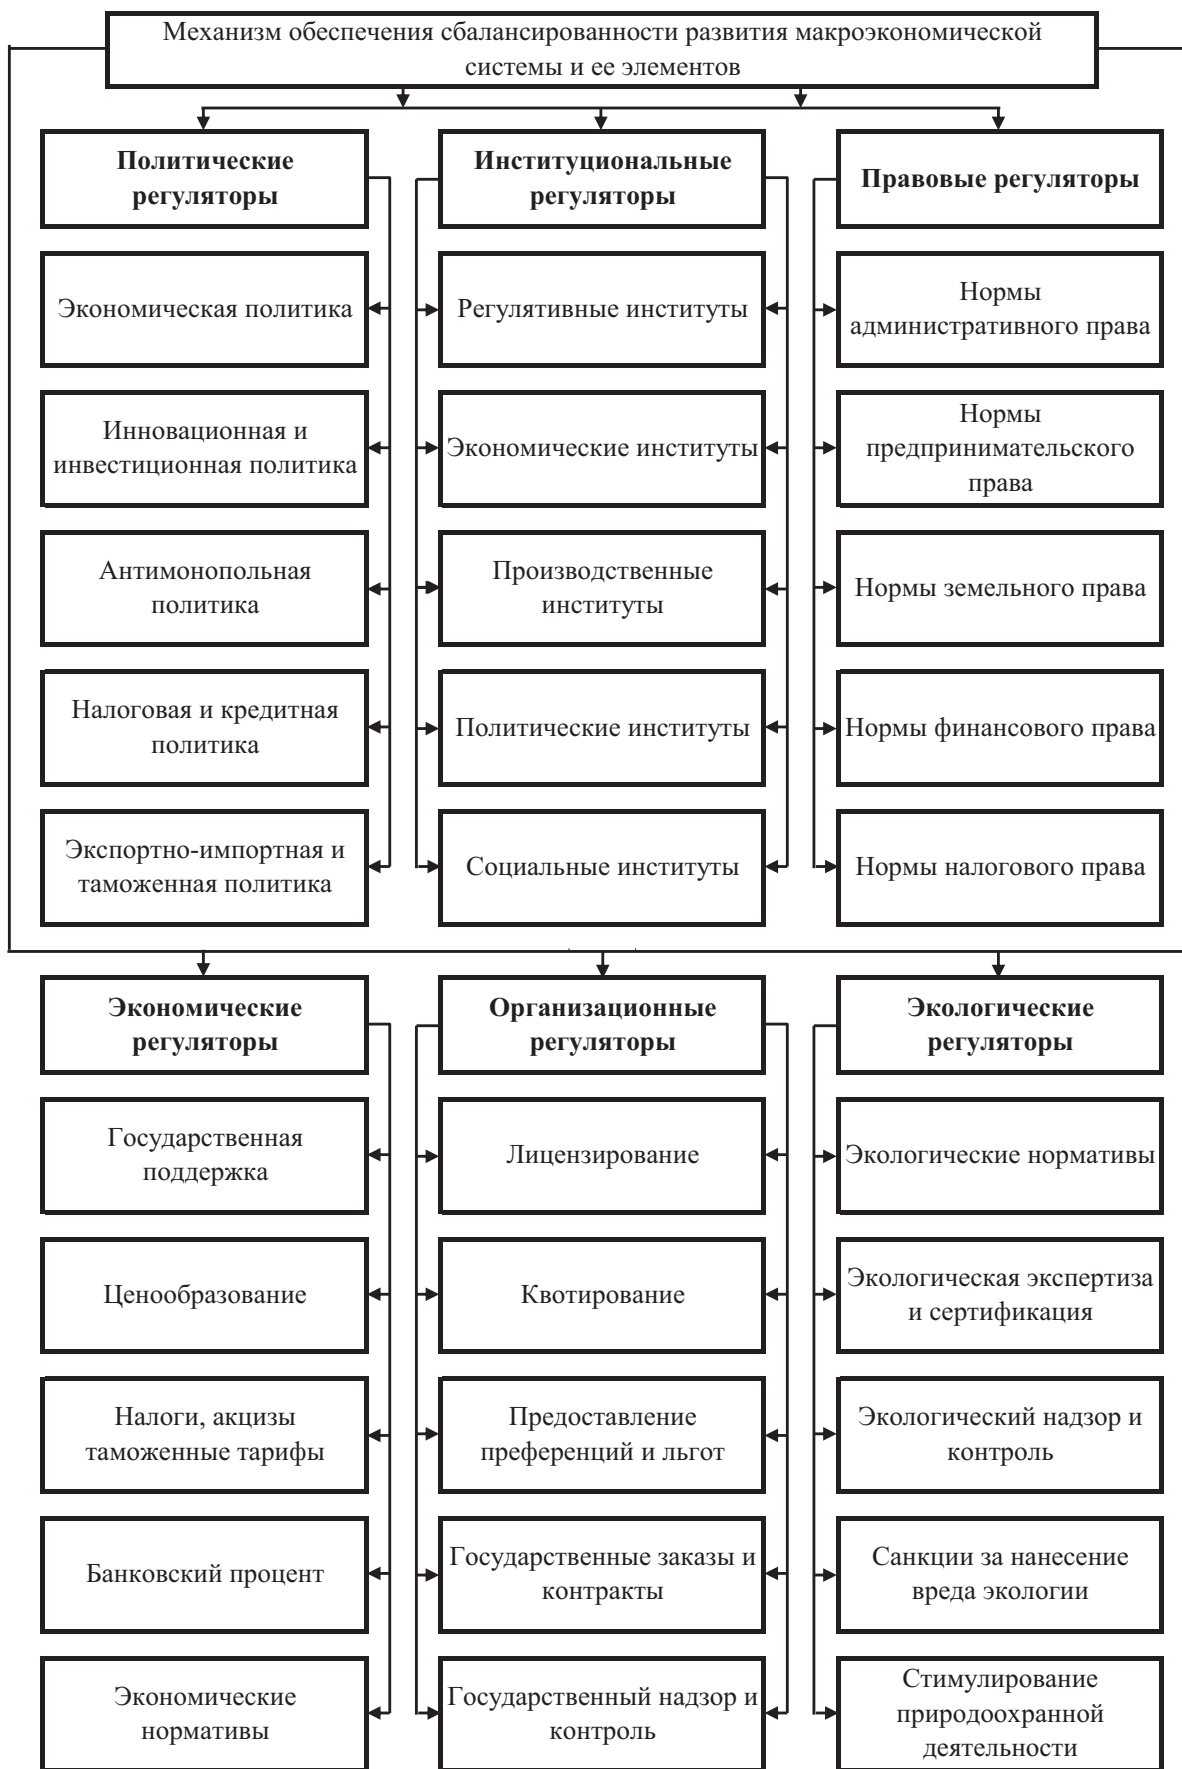 Механизм обеспечения сбалансированности развития макроэкономической
системы и ее элементов
Политические
регуляторы
Экономическая политика
Инновационная и
инвестиционная политика
Антимонопольная
политика
Налоговая и кредитная
политика
Экспортно-импортная и
таможенная политика
Институциональные
регуляторы
Регулятивные институты
Экономические институты
Производственные
институты
Политические институты
Социальные институты
Правовые регуляторы
Нормы
административного права
Нормы
предпринимательского
права
Нормы земельного права
Нормы финансового права
Нормы налогового права
Экономические
регуляторы
Государственная
поддержка
Ценообразование
Налоги, акцизы
таможенные тарифы
Банковский процент
Экономические
нормативы
Организационные
регуляторы
Лицензирование
Квотирование
Предоставление
преференций и льгот
Государственные заказы и
контракты
Государственный надзор и
контроль
Экологические
регуляторы
Экологические нормативы
Экологическая экспертиза
и сертификация
Экологический надзор и
контроль
Санкции за нанесение
вреда экологии
Стимулирование
природоохранной
деятельности